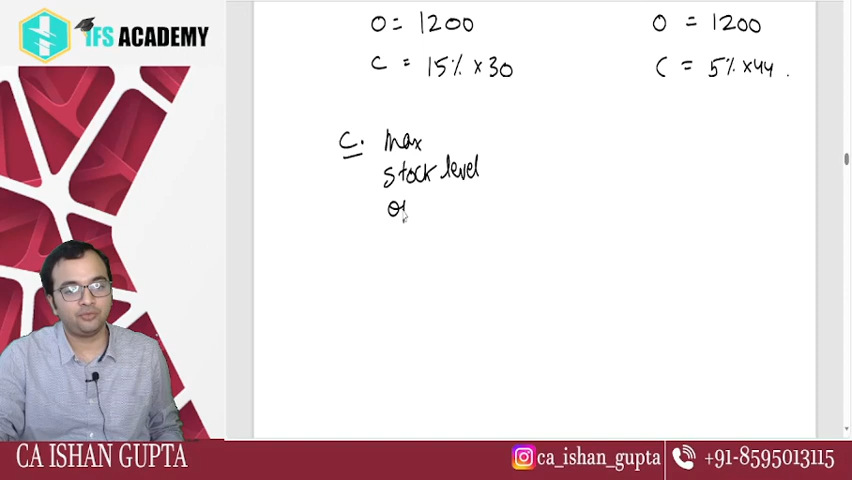 IFS ACADEMY
O = 1200
C = 15% × 30
O = 1200
C = 5% × 44 .
C. Max
Stock level
CA ISHAN GUPTA
ca_ishan_gupta
+91-8595013115